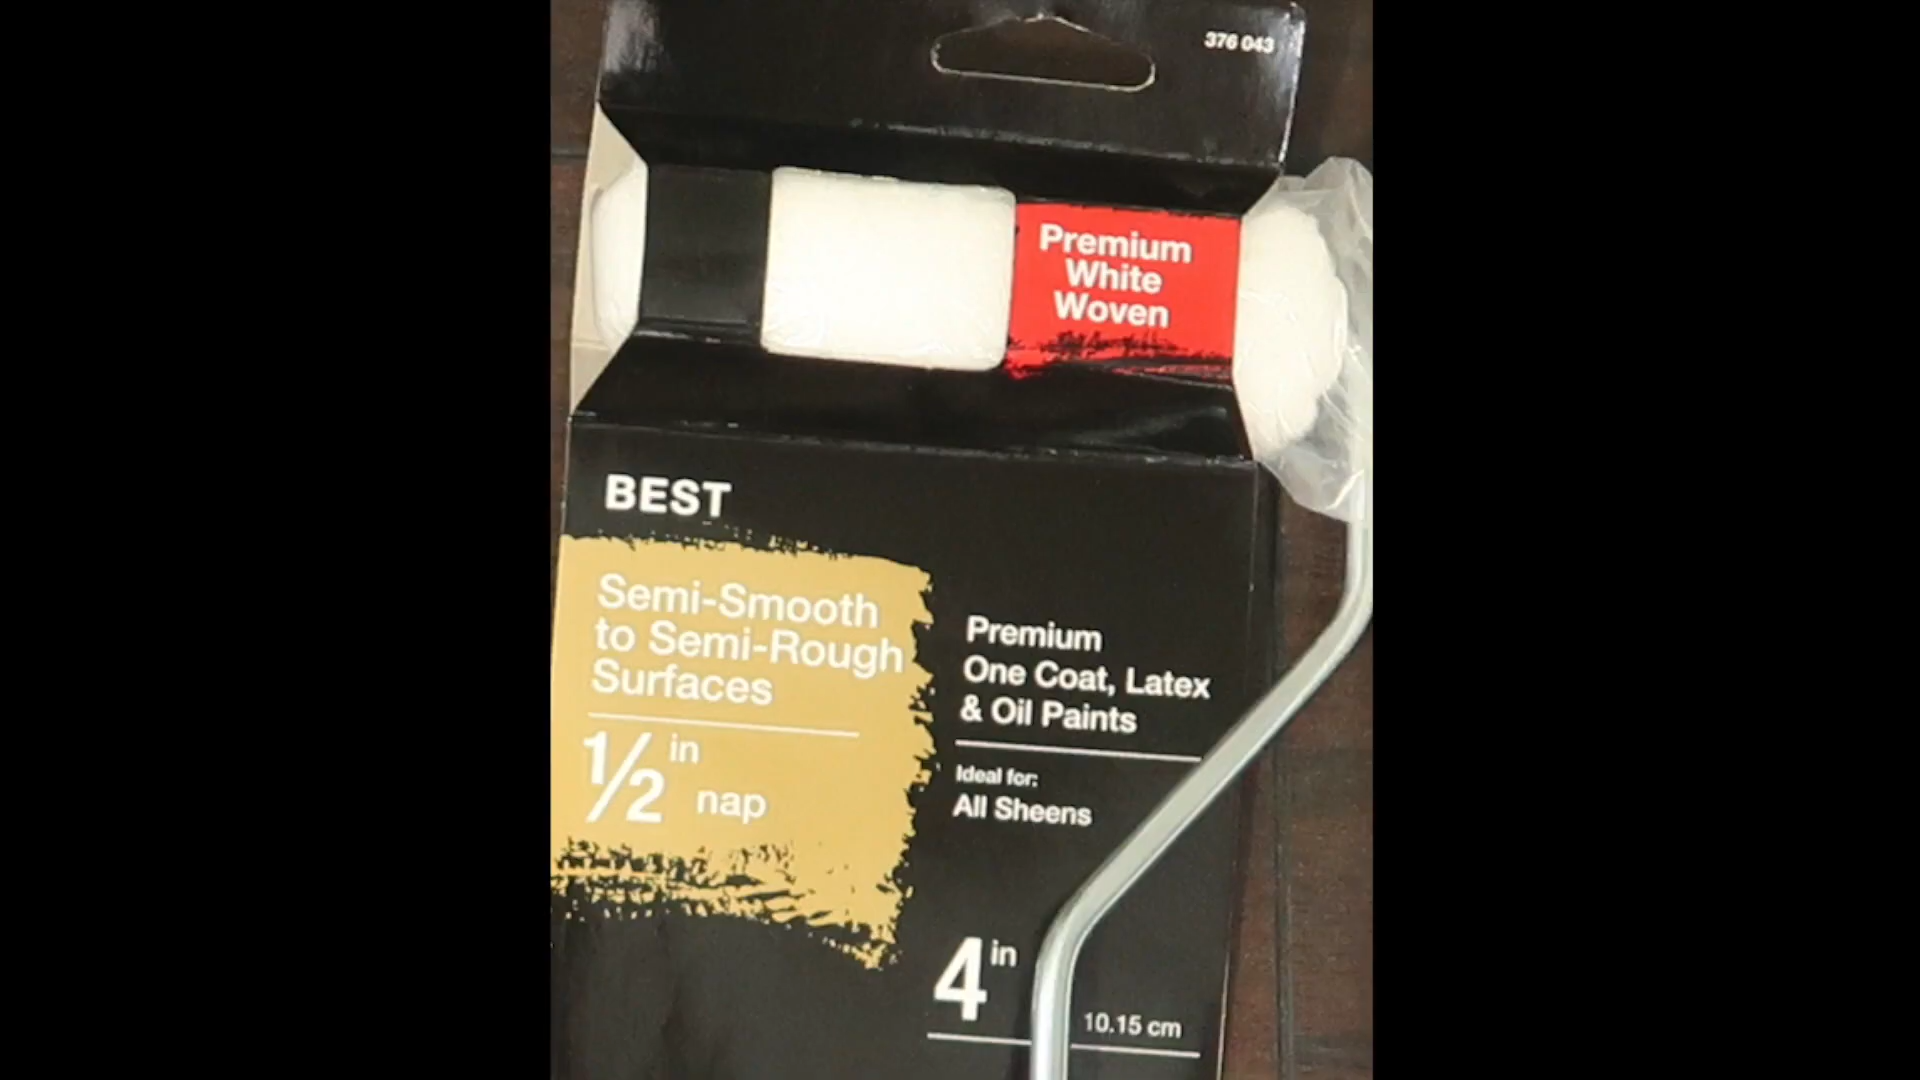 376 043
Premium
White
Woven
BEST
Semi-Smooth
to Semi-Rough
Surfaces
1/2 in
nap
Premium
One Coat, Latex
& Oil Paints
Ideal for:
All Sheens
4 in
10.15 cm